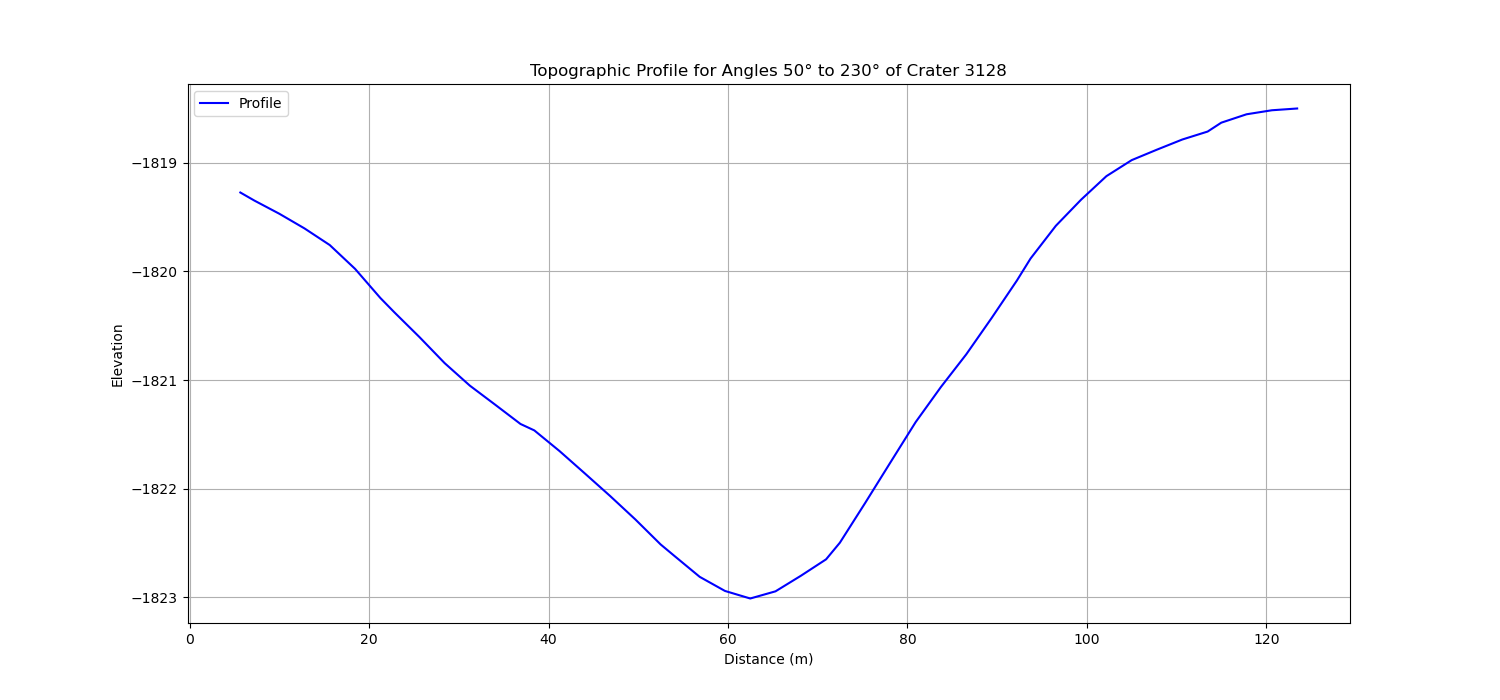 Topographic Profile for Angles 50° to 230° of Crater 3128
Profile
Elevation
−1819
−1820
−1821
−1822
−1823
0 20 40 60 80 100 120
Distance (m)